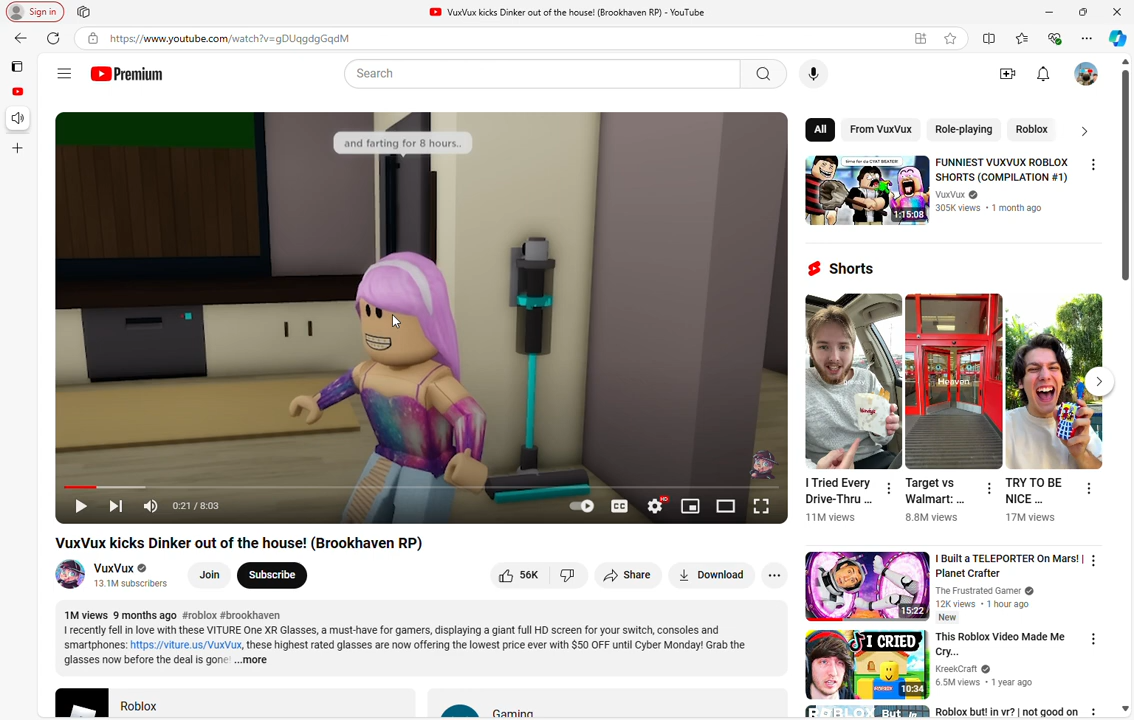 Sign in
VuxVux kicks Dinker out of the house! (Brookhaven RP) - YouTube
https://www.youtube.com/watch?v=gDUqgdgGqdM
Premium
Search
and farting for 8 hours..
0:21 / 8:03
CC
HD
VuxVux kicks Dinker out of the house! (Brookhaven RP)
VuxVux
13.1M subscribers
Join
Subscribe
56K
Share
Download
1M views 9 months ago #roblox #brookhaven
I recently fell in love with these VITURE One XR Glasses, a must-have for gamers, displaying a giant full HD screen for your switch, consoles and
smartphones: https://viture.us/VuxVux, these highest rated glasses are now offering the lowest price ever with $50 OFF until Cyber Monday! Grab the
glasses now before the deal is gone! ...more
Roblox
Gaming
All
From VuxVux
Role-playing
Roblox
1:15:08
FUNNIEST VUXVUX ROBLOX
SHORTS (COMPILATION #1)
VuxVux
305K views • 1 month ago
Shorts
Heaven
I Tried Every
Drive-Thru ...
11M views
Target vs
Walmart: ...
8.8M views
TRY TO BE
NICE ...
17M views
15:22
I Built a TELEPORTER On Mars! |
Planet Crafter
The Frustrated Gamer
12K views • 1 hour ago
New
I CRIED
10:34
This Roblox Video Made Me
Cry...
KreekCraft
6.5M views • 1 year ago
ROBLOX But
Roblox but! in vr? | not good on